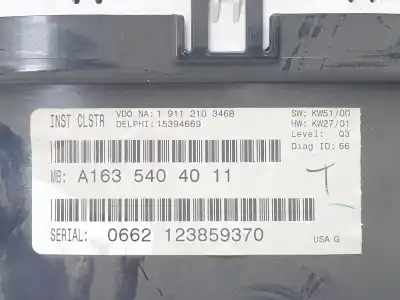 INST CLSTR
VDO NA: 1 911 210 346B
DELPHI: 15394669
SW: KW51/00
HW: KW27/01
Level: Q3
Diag ID: 66
MB: A163 540 40 11
T
SERIAL: 0662 123859370
USA G